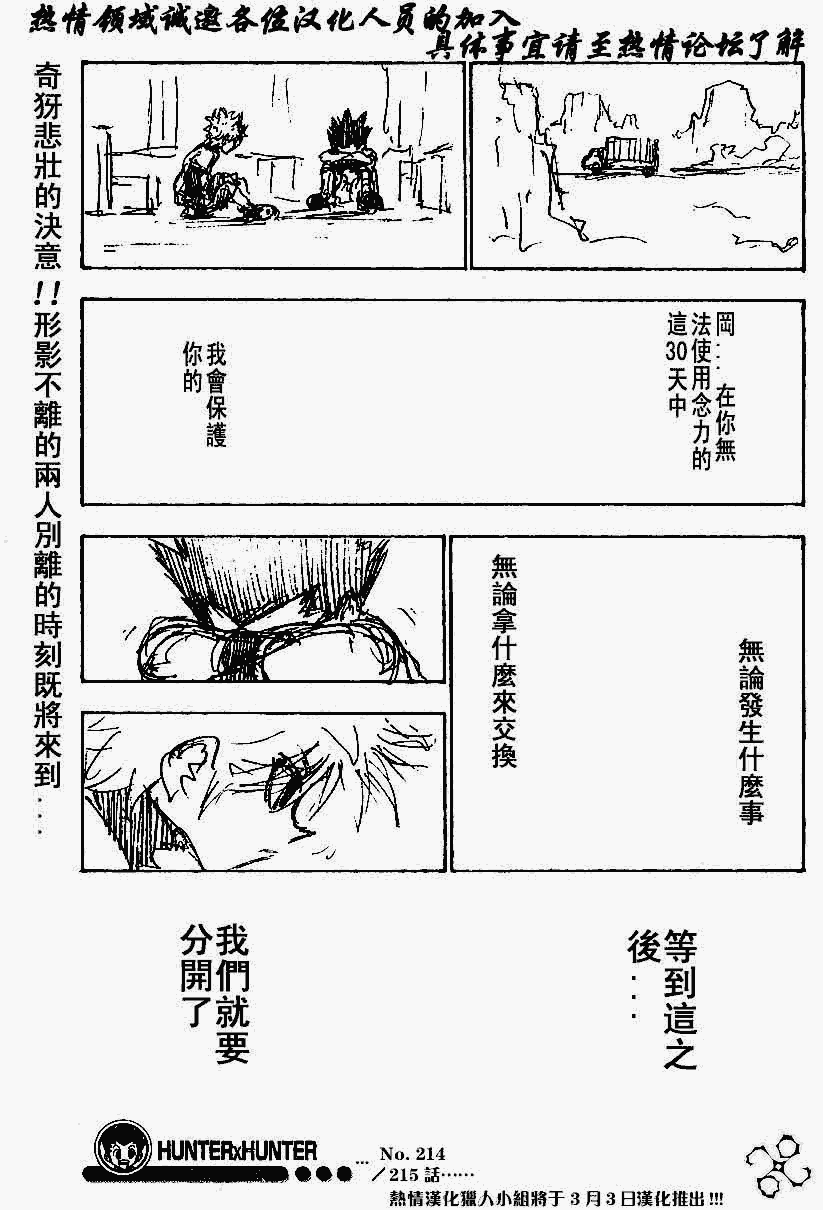 热情领域诚邀各位汉化人员的加入
具体事宜请至热情论坛了解
岡...在你無
法使用念力的
這30天中
我會保護
你的
無論發生什麼事
無論拿什麼來交換
等到這之
後...
我們就要
分開了
奇犽悲壯的決意!!形影不離的兩人別離的時刻既將來到...
HUNTERxHUNTER
... No. 214
／215 話……
熱情漢化獵人小組將于 3 月 3 日漢化推出 !!!